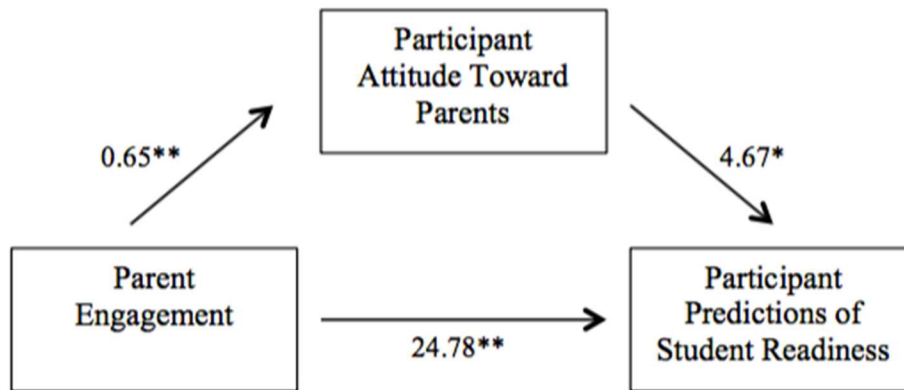 Participant
Attitude Toward
Parents
0.65**
4.67*
Parent
Engagement
24.78**
Participant
Predictions of
Student Readiness